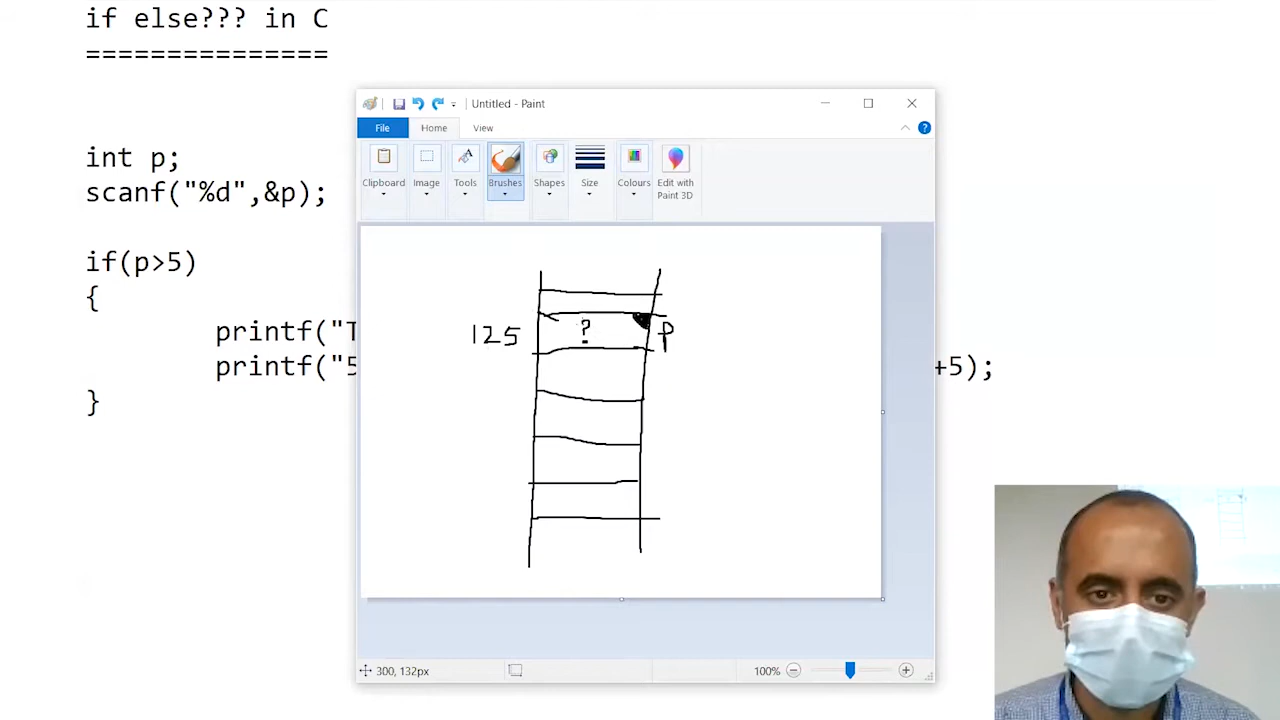 if else??? in C
===============
int p;
scanf("%d",&p);
if(p>5)
{
printf("T
printf("5
+5);
}
Untitled - Paint
File Home View
Clipboard Image Tools Brushes Shapes Size Colours Edit with
Paint 3D
125 ? P
300, 132px
100%